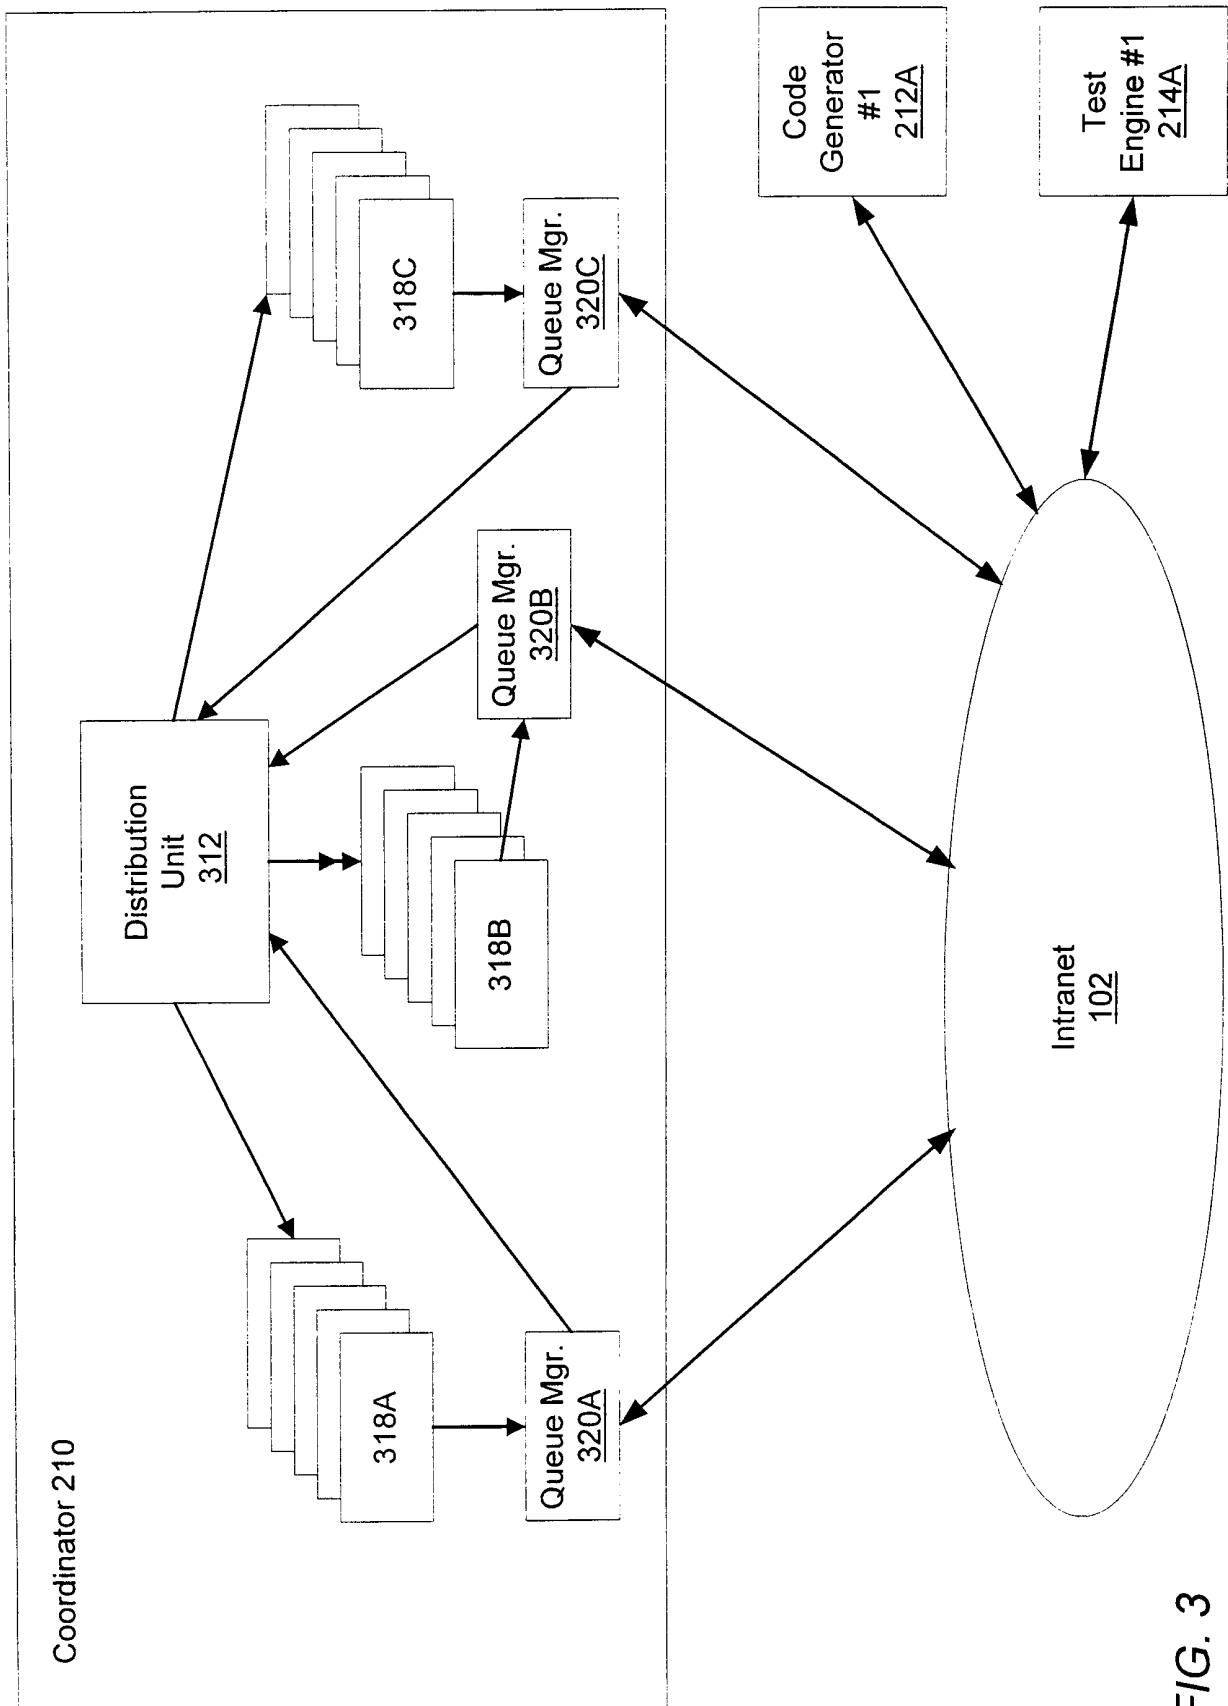 Coordinator 210
Distribution
Unit
312
318A
318B
318C
Queue Mgr.
320A
Queue Mgr.
320B
Queue Mgr.
320C
Intranet
102
Code
Generator
#1
212A
Test
Engine #1
214A
FIG. 3